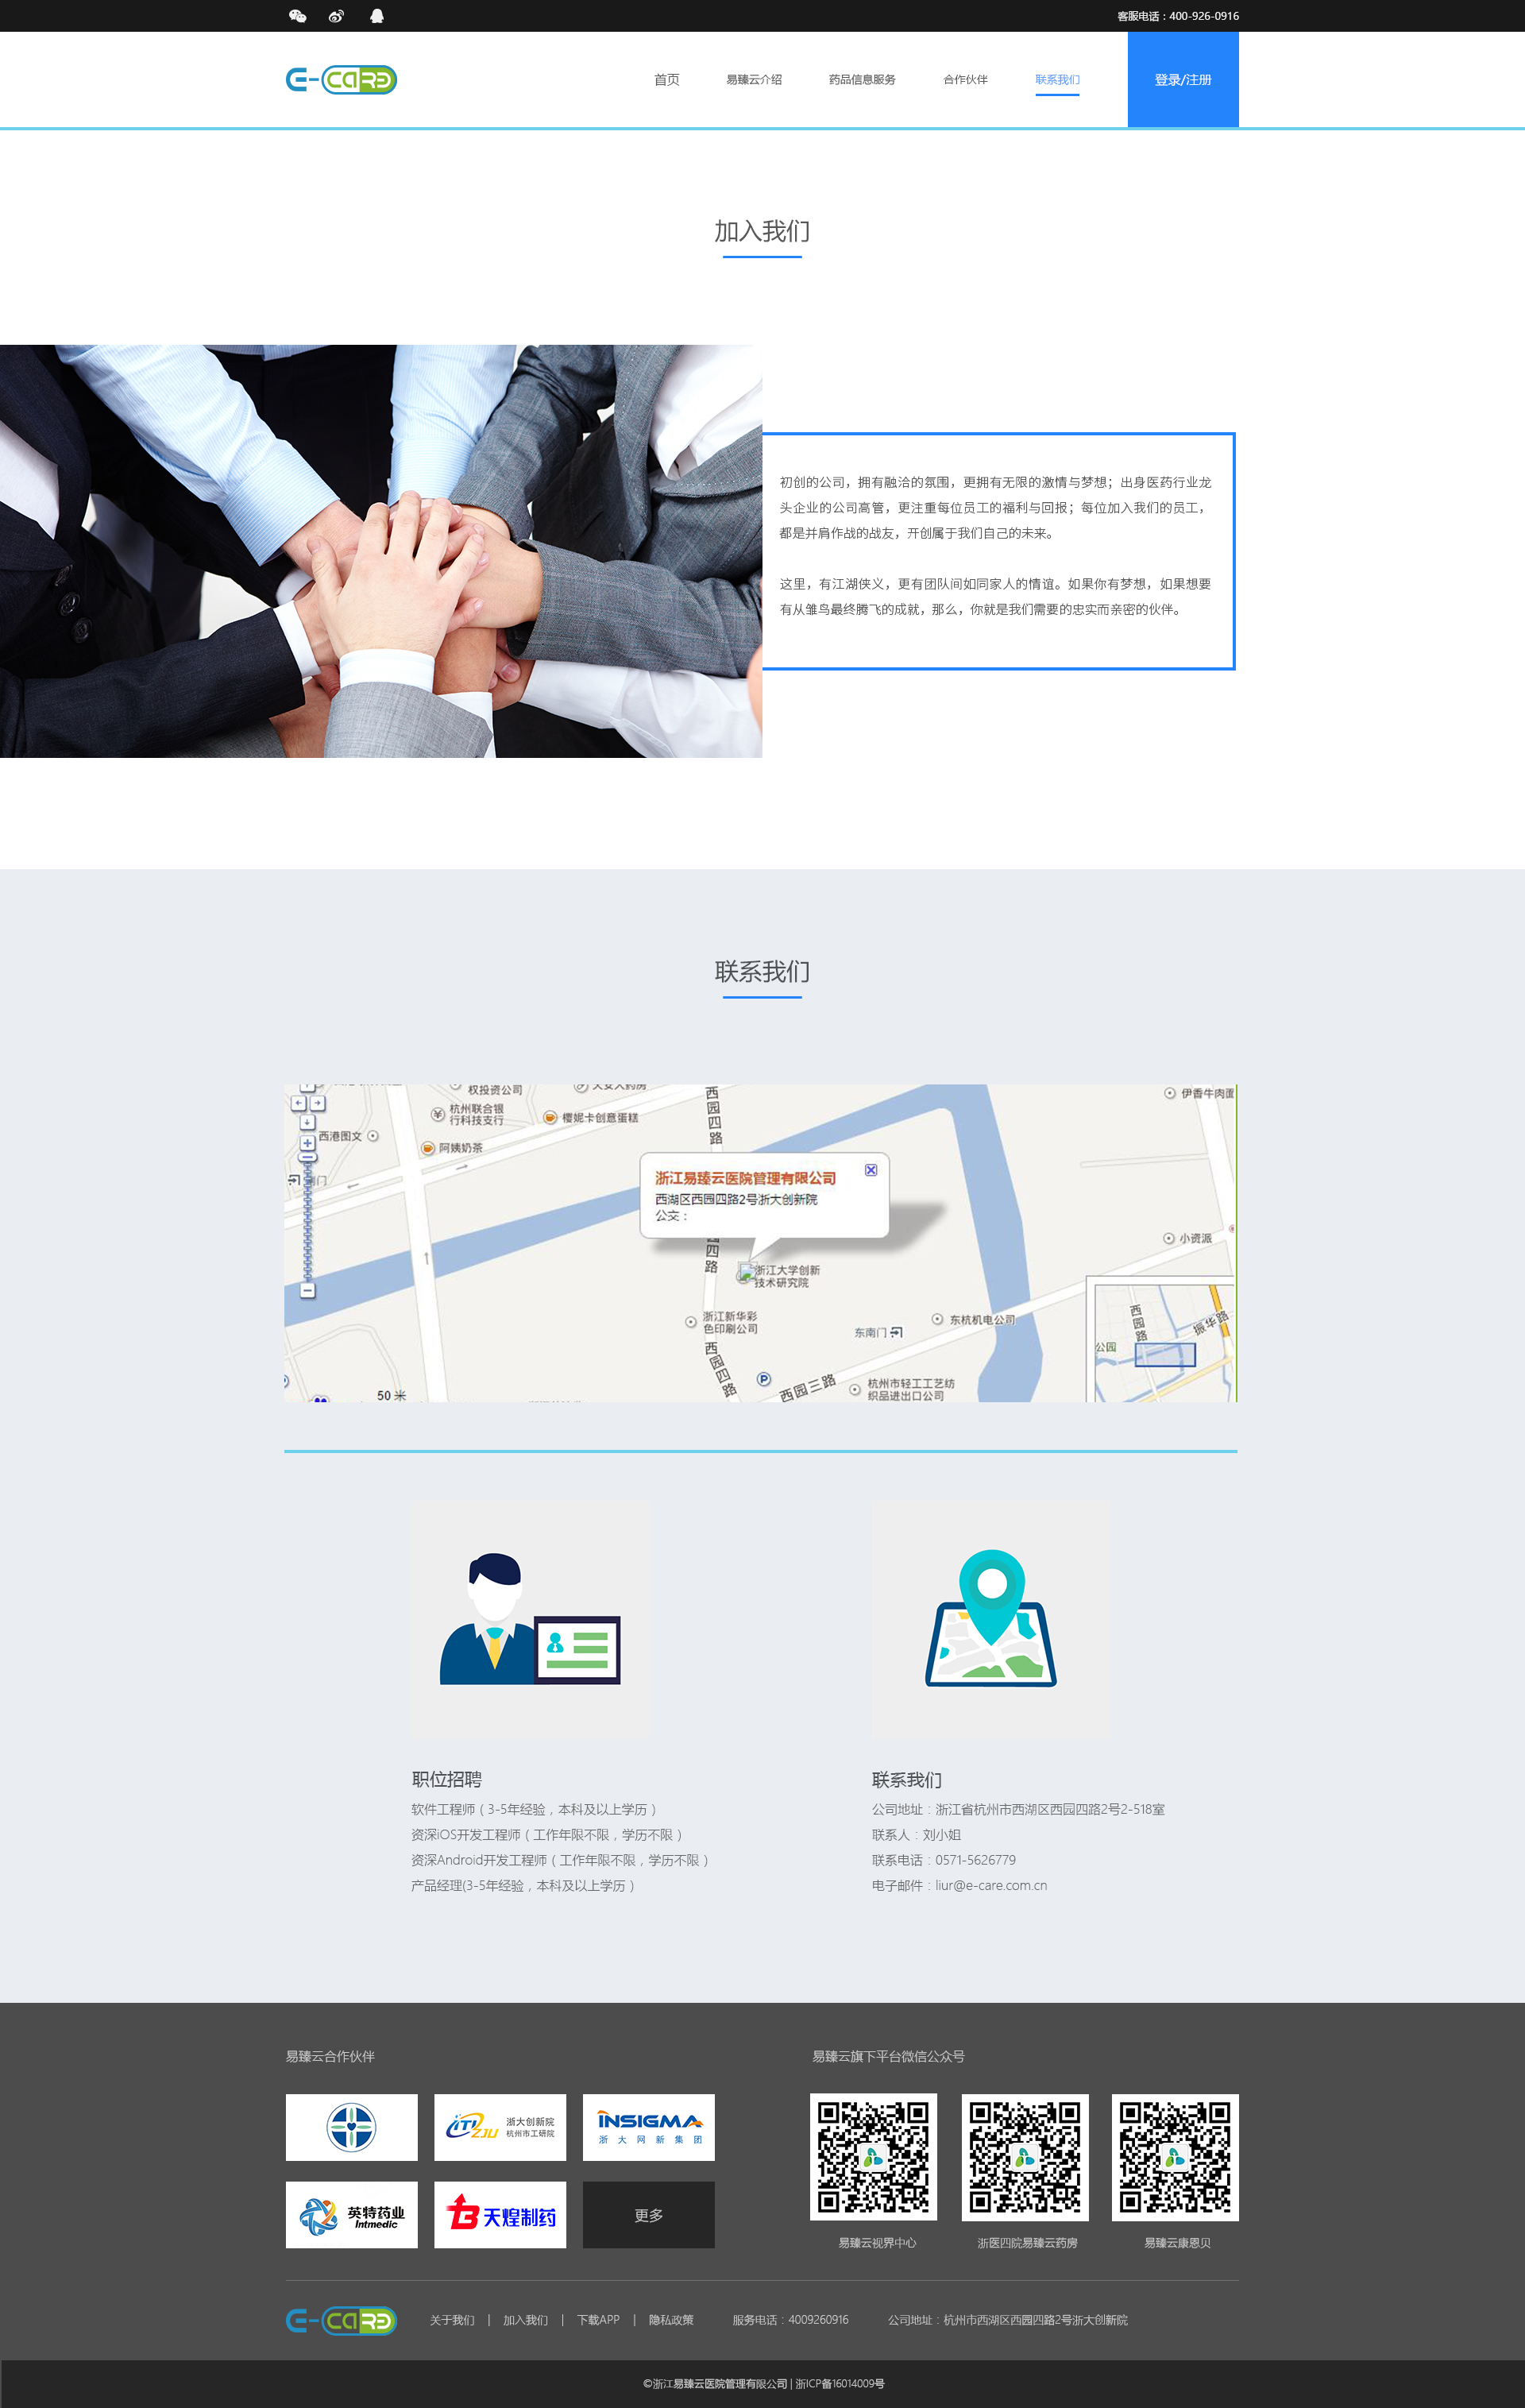 客服电话：400-926-0916
e-care
首页
易臻云介绍
药品信息服务
合作伙伴
联系我们
登录/注册
加入我们
初创的公司，拥有融洽的氛围，更拥有无限的激情与梦想；出身医药行业龙
头企业的公司高管，更注重每位员工的福利与回报；每位加入我们的员工，
都是并肩作战的战友，开创属于我们自己的未来。
这里，有江湖侠义，更有团队间如同家人的情谊。如果你有梦想，如果想要
有从雏鸟最终腾飞的成就，那么，你就是我们需要的忠实而亲密的伙伴。
联系我们
权投资公司
杭州联合银
行科技支行
樱妮卡创意蛋糕
西园四路
伊香牛肉面
西港图文
阿姨奶茶
南门
浙江易臻云医院管理有限公司
西湖区西园四路2号浙大创新院
公交：
四路
小资派
浙江大学创新
技术研究院
浙江新华彩
色印刷公司
东南门
东杭机电公司
西园路
振华路
公园
西园四路
P
西园三路
杭州市轻工工艺纺
织品进出口公司
50 米
职位招聘
软件工程师（3-5年经验，本科及以上学历）
资深iOS开发工程师（工作年限不限，学历不限）
资深Android开发工程师（工作年限不限，学历不限）
产品经理(3-5年经验，本科及以上学历）
联系我们
公司地址：浙江省杭州市西湖区西园四路2号2-518室
联系人：刘小姐
联系电话：0571-5626779
电子邮件：liur@e-care.com.cn
易臻云合作伙伴
易臻云旗下平台微信公众号
iTi ZJU
浙大创新院
杭州市工研院
INSIGMA
浙大网新集团
英特药业
Intmedic
天煌制药
更多
易臻云视界中心
浙医四院易臻云药房
易臻云康恩贝
e-care
关于我们 | 加入我们 | 下载APP | 隐私政策
服务电话：4009260916
公司地址：杭州市西湖区西园四路2号浙大创新院
©浙江易臻云医院管理有限公司 | 浙ICP备16014009号